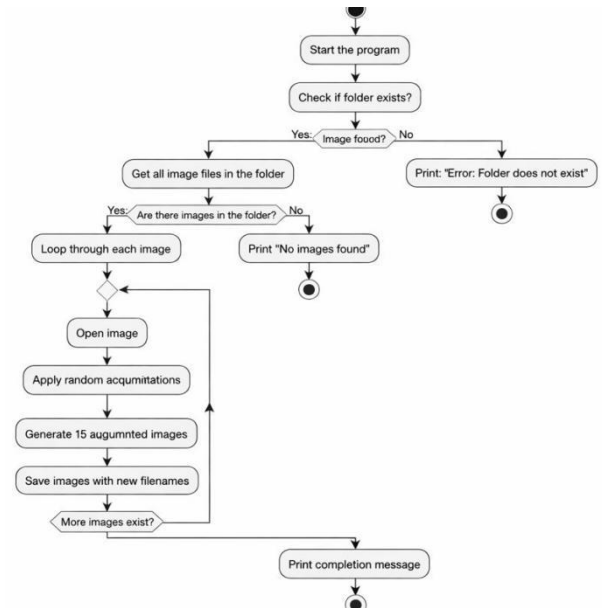 Start the program
Check if folder exists?
Yes:
Image foood?
No
Get all image files in the folder
Print: "Error: Folder does not exist"
Yes:
Are there images in the folder?
No
Loop through each image
Print "No images found"
Open image
Apply random acqumıtations
Generate 15 augumnted images
Save images with new filenames
More images exist?
Print completion message